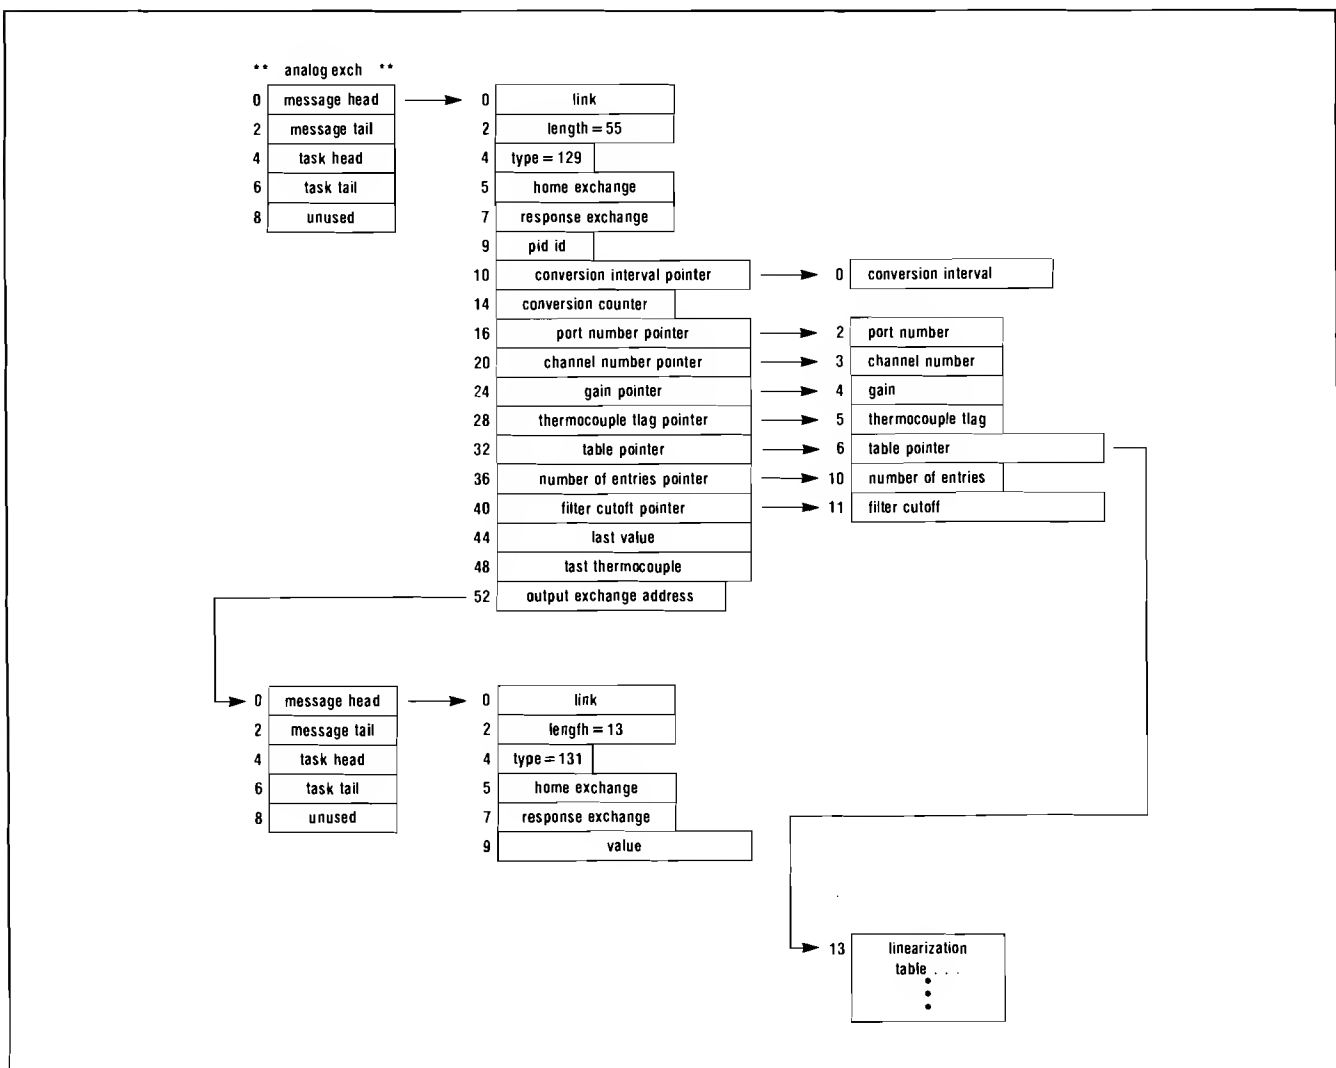 ** analog exch **
0 message head 0 link
2 message tail 2 length = 55
4 task head 4 type = 129
6 task tail 5 home exchange
8 unused 7 response exchange
9 pid id
10 conversion interval pointer 0 conversion interval
14 conversion counter
16 port number pointer 2 port number
20 channel number pointer 3 channel number
24 gain pointer 4 gain
28 thermocouple tlag pointer 5 thermocouple tlag
32 table pointer 6 table pointer
36 number of entries pointer 10 number of entries
40 filter cutoft pointer 11 filter cutoff
44 last value
48 tast thermocouple
52 output exchange address
0 message head 0 link
2 message tail 2 length = 13
4 task head 4 type = 131
6 task tail 5 home exchange
8 unused 7 response exchange
9 value
13 linearization
table . . .